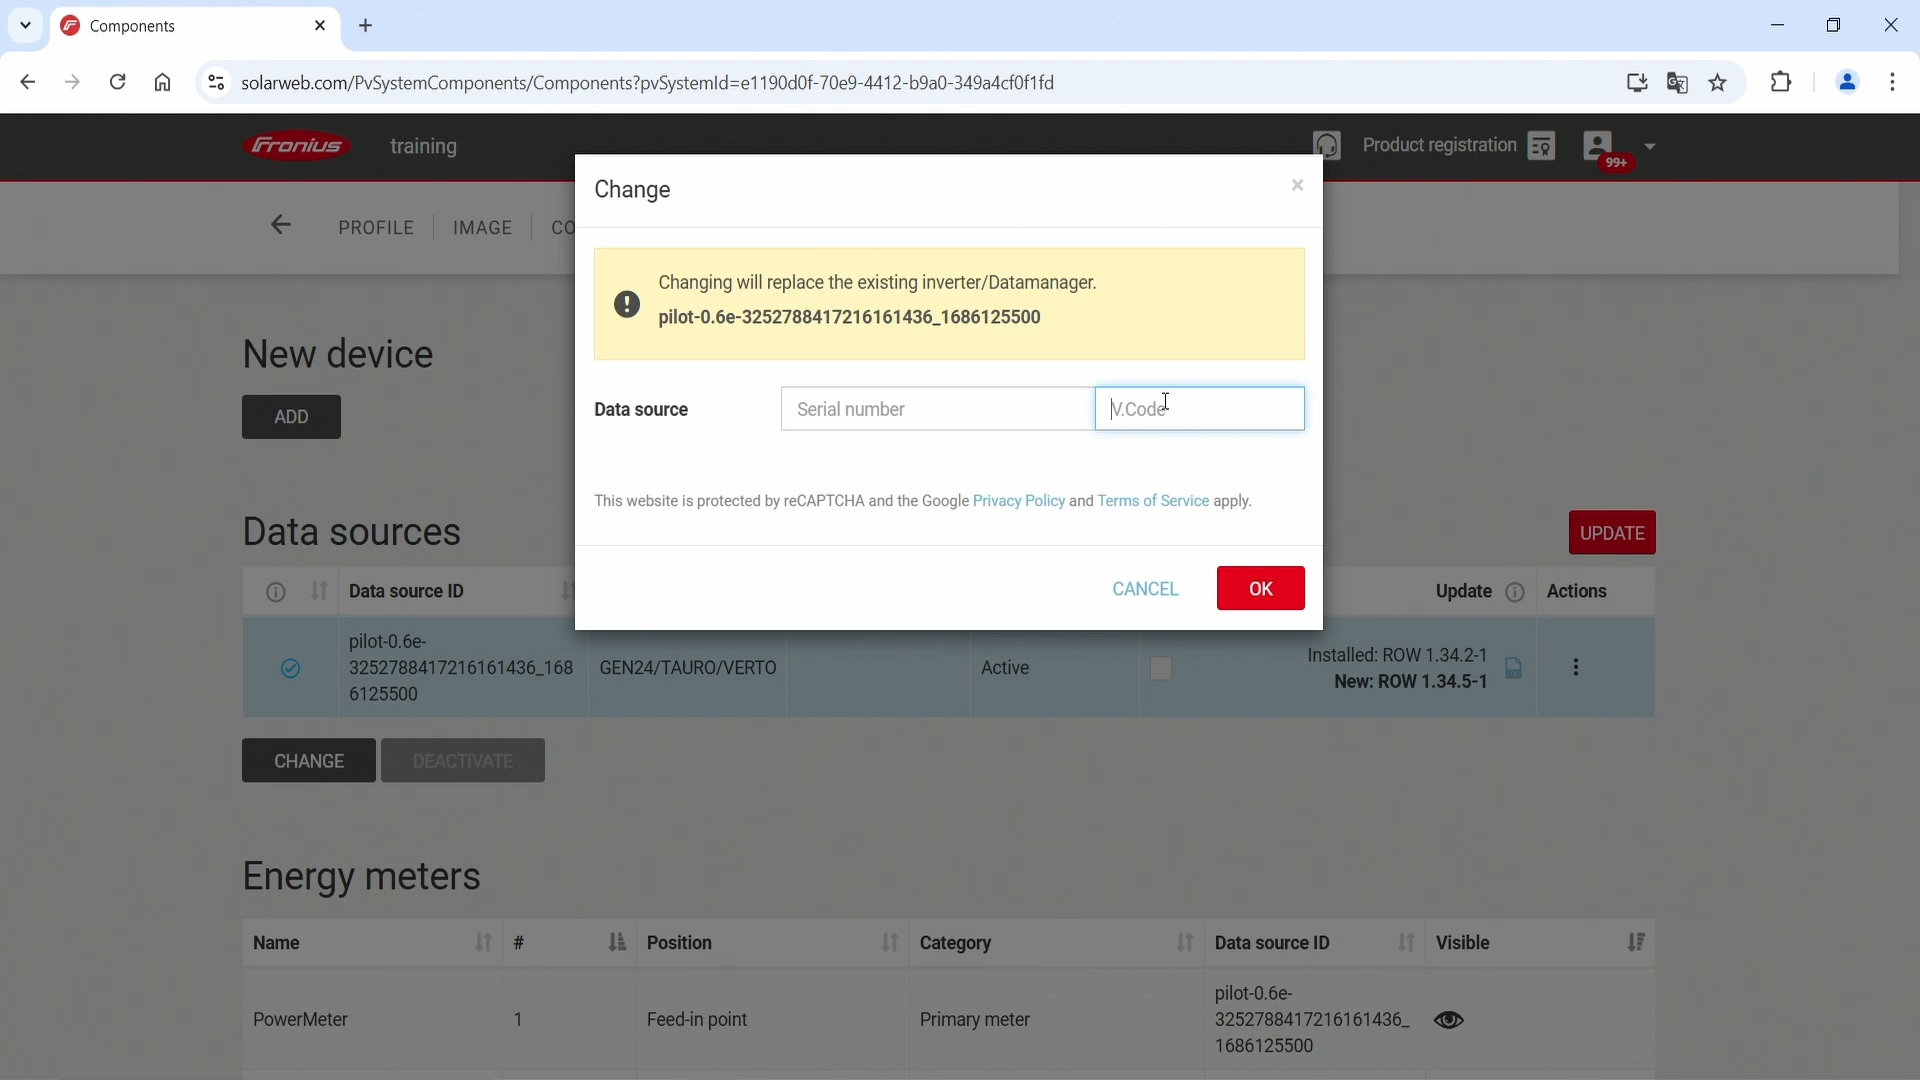 Components
solarweb.com/PvSystemComponents/Components?pvSystemId=e1190d0f-70e9-4412-b9a0-349a4cf0f1fd
Fronius
training
Product registration
99+
PROFILE
IMAGE
CO
Change
Changing will replace the existing inverter/Datamanager.
pilot-0.6e-3252788417216161436_1686125500
Data source
Serial number
V.Code
This website is protected by reCAPTCHA and the Google Privacy Policy and Terms of Service apply.
CANCEL
OK
New device
ADD
Data sources
UPDATE
Data source ID
Update
Actions
pilot-0.6e-
3252788417216161436_168
6125500
GEN24/TAURO/VERTO
Active
Installed: ROW 1.34.2-1
New: ROW 1.34.5-1
CHANGE
DEACTIVATE
Energy meters
Name
#
Position
Category
Data source ID
Visible
PowerMeter
1
Feed-in point
Primary meter
pilot-0.6e-
3252788417216161436_
1686125500